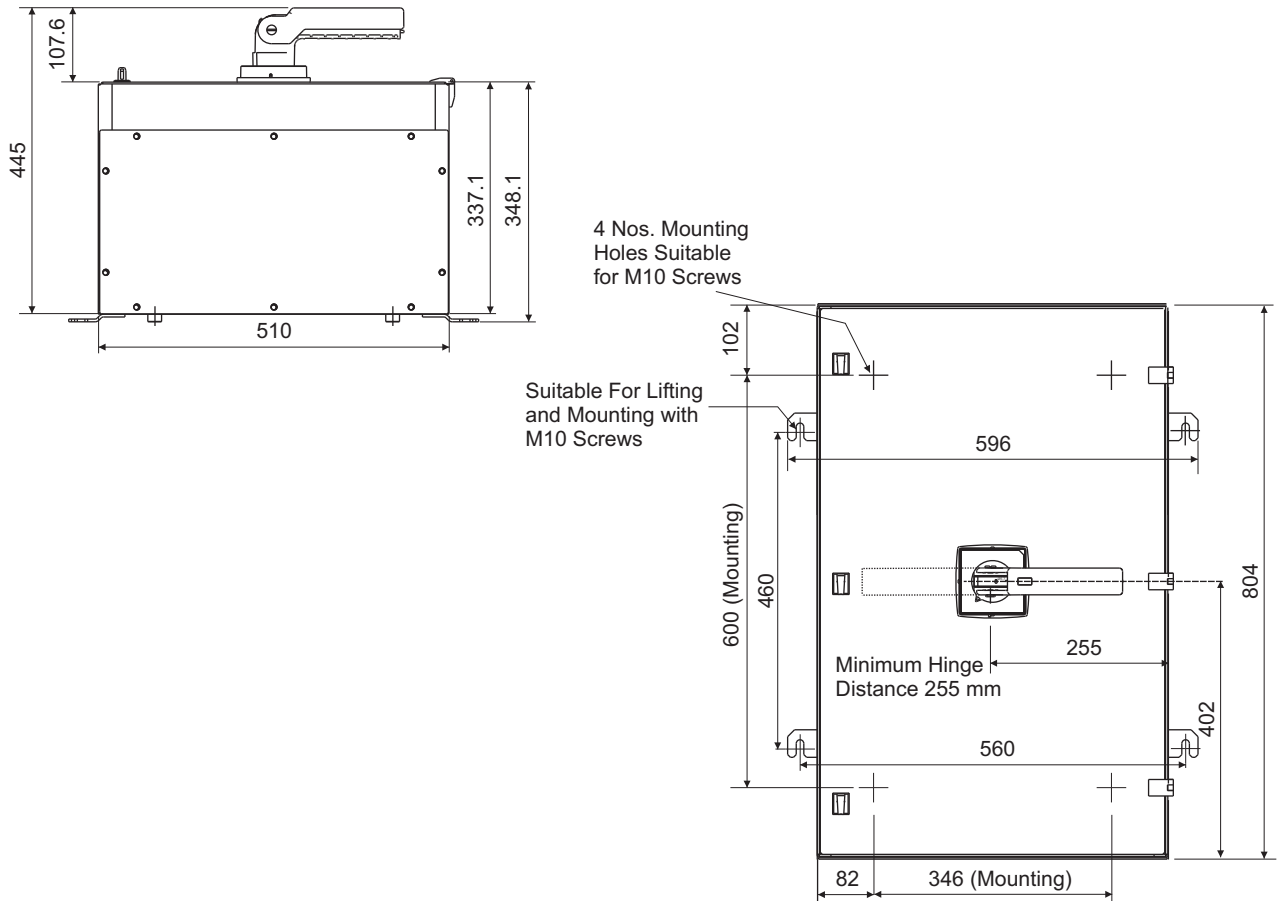 107.6
445
337.1
348.1
510
4 Nos. Mounting
Holes Suitable
for M10 Screws
102
Suitable For Lifting
and Mounting with
M10 Screws
596
600 (Mounting)
460
804
255
Minimum Hinge
Distance 255 mm
402
560
82
346 (Mounting)